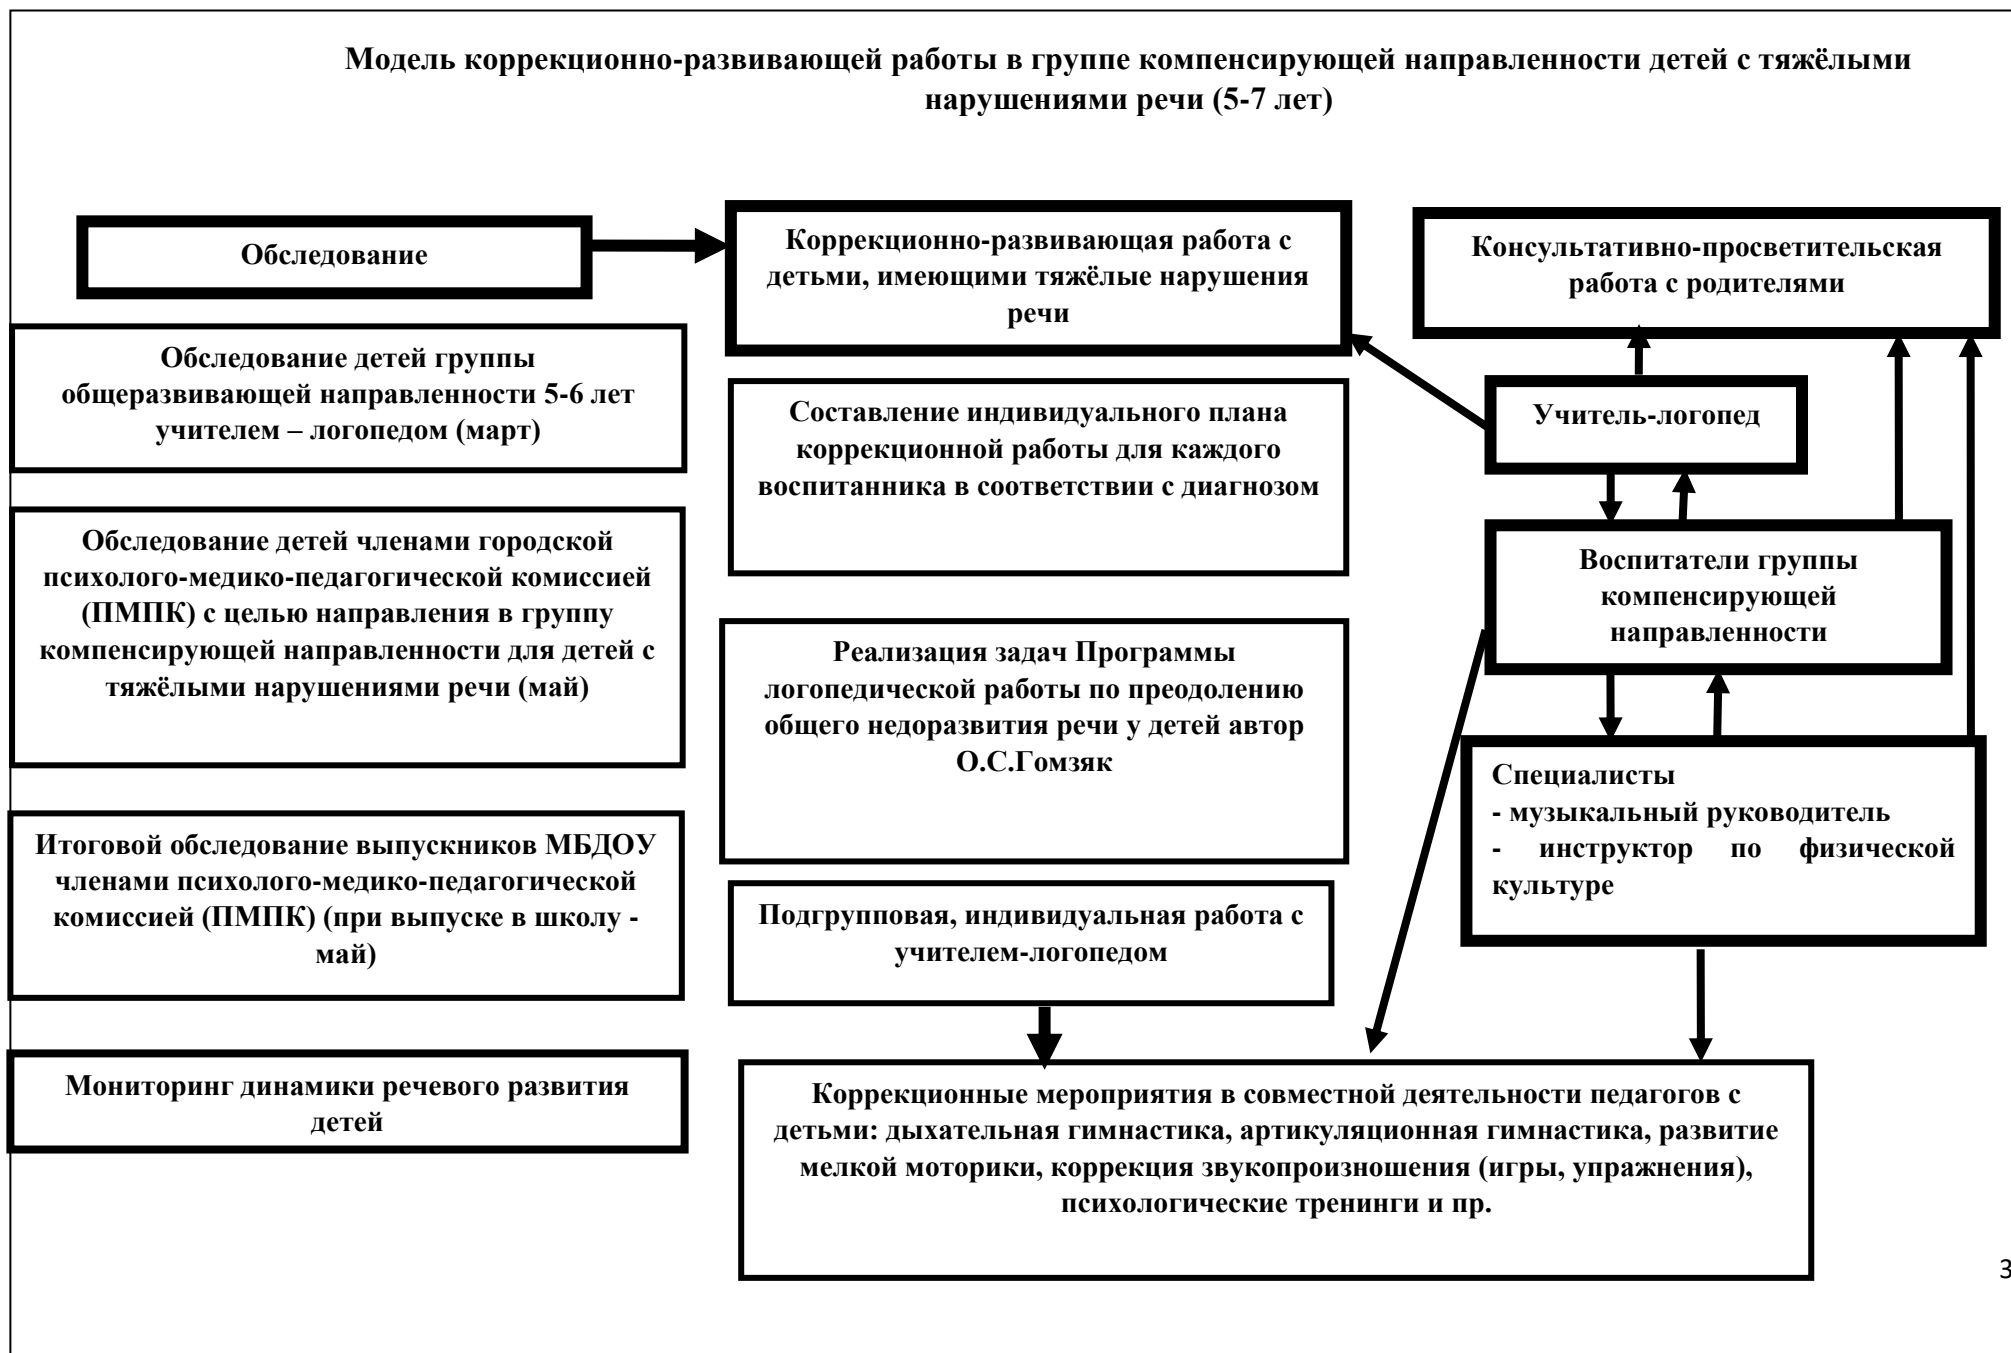 Модель коррекционно-развивающей работы в группе компенсирующей направленности детей с тяжёлыми
нарушениями речи (5-7 лет)
Обследование
Обследование детей группы
общеразвивающей направленности 5-6 лет
учителем – логопедом (март)
Обследование детей членами городской
психолого-медико-педагогической комиссией
(ПМПК) с целью направления в группу
компенсирующей направленности для детей с
тяжёлыми нарушениями речи (май)
Итоговой обследование выпускников МБДОУ
членами психолого-медико-педагогической
комиссией (ПМПК) (при выпуске в школу -
май)
Мониторинг динамики речевого развития
детей
Коррекционно-развивающая работа с
детьми, имеющими тяжёлые нарушения
речи
Составление индивидуального плана
коррекционной работы для каждого
воспитанника в соответствии с диагнозом
Реализация задач Программы
логопедической работы по преодолению
общего недоразвития речи у детей автор
О.С.Гомзяк
Подгрупповая, индивидуальная работа с
учителем-логопедом
Коррекционные мероприятия в совместной деятельности педагогов с
детьми: дыхательная гимнастика, артикуляционная гимнастика, развитие
мелкой моторики, коррекция звукопроизношения (игры, упражнения),
психологические тренинги и пр.
Консультативно-просветительская
работа с родителями
Учитель-логопед
Воспитатели группы
компенсирующей
направленности
Специалисты
- музыкальный руководитель
- инструктор по физической
культуре
3